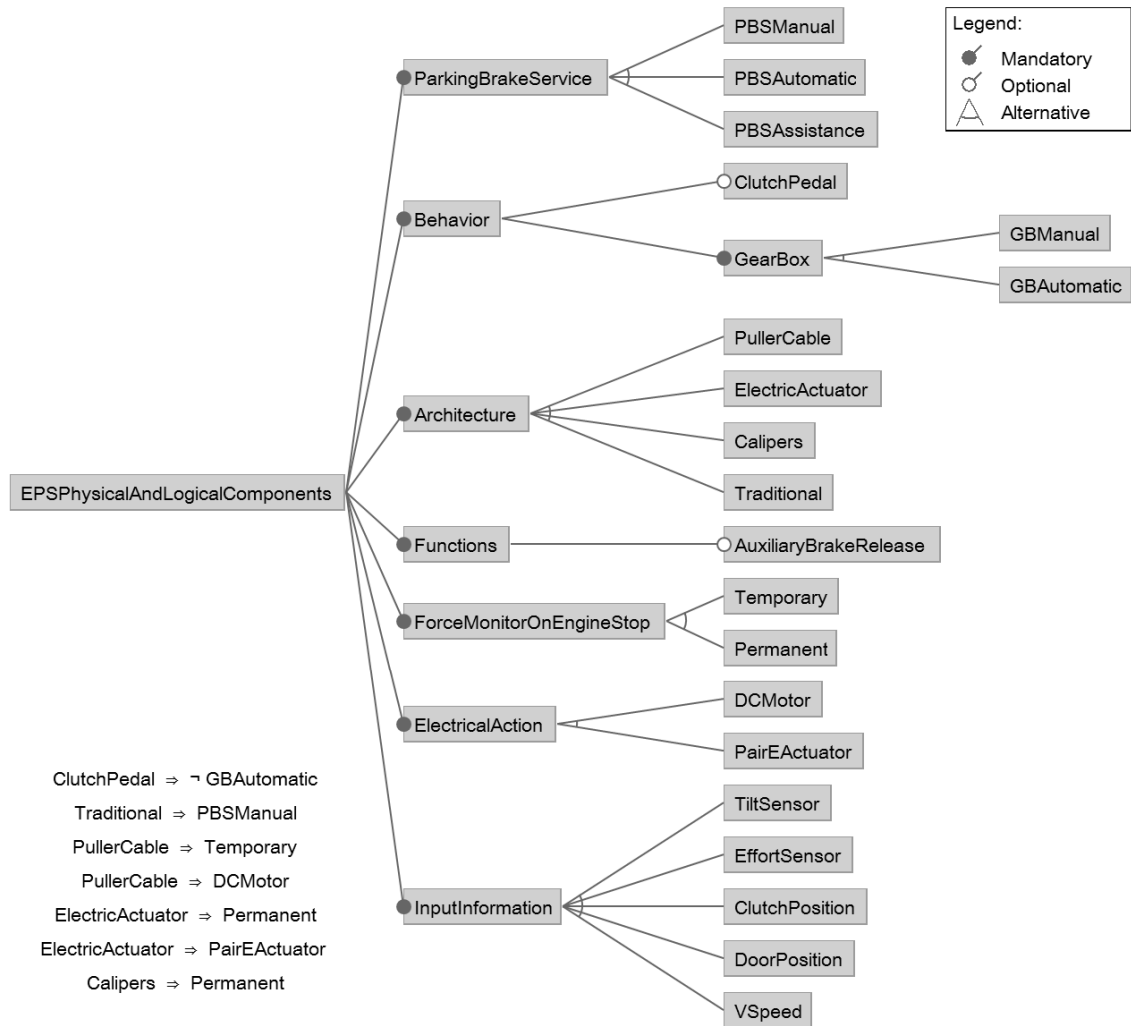 Legend:
Mandatory
Optional
Alternative
EPSPhysicalAndLogicalComponents
ParkingBrakeService
PBSManual
PBSAutomatic
PBSAssistance
Behavior
ClutchPedal
GearBox
GBManual
GBAutomatic
Architecture
PullerCable
ElectricActuator
Calipers
Traditional
Functions
AuxiliaryBrakeRelease
ForceMonitorOnEngineStop
Temporary
Permanent
ElectricalAction
DCMotor
PairEActuator
InputInformation
TiltSensor
EffortSensor
ClutchPosition
DoorPosition
VSpeed
ClutchPedal ⇒ ¬ GBAutomatic
Traditional ⇒ PBSManual
PullerCable ⇒ Temporary
PullerCable ⇒ DCMotor
ElectricActuator ⇒ Permanent
ElectricActuator ⇒ PairEActuator
Calipers ⇒ Permanent